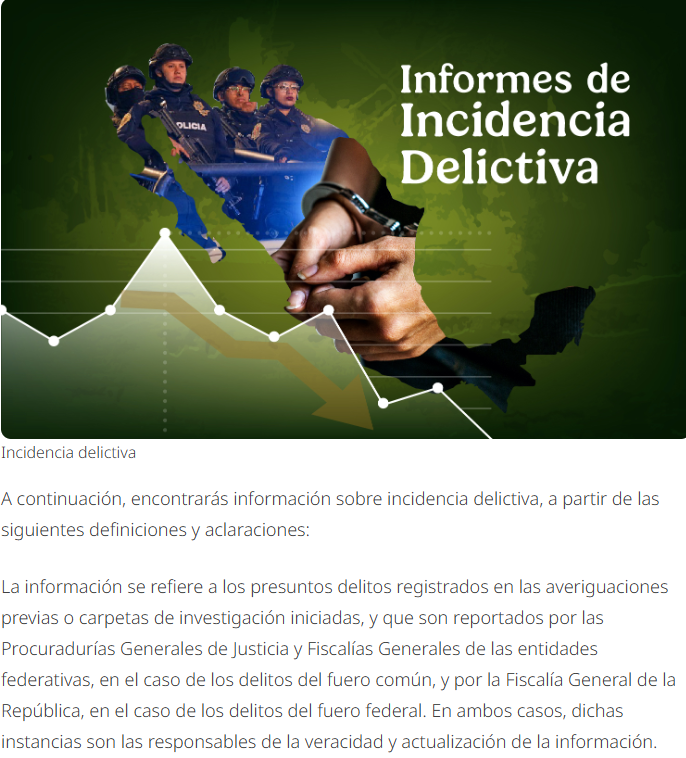 Informes de
Incidencia
Delictiva
POLICIA
Incidencia delictiva
A continuación, encontrarás información sobre incidencia delictiva, a partir de las
siguientes definiciones y aclaraciones:
La información se refiere a los presuntos delitos registrados en las averiguaciones
previas o carpetas de investigación iniciadas, y que son reportados por las
Procuradurías Generales de Justicia y Fiscalías Generales de las entidades
federativas, en el caso de los delitos del fuero común, y por la Fiscalía General de la
República, en el caso de los delitos del fuero federal. En ambos casos, dichas
instancias son las responsables de la veracidad y actualización de la información.